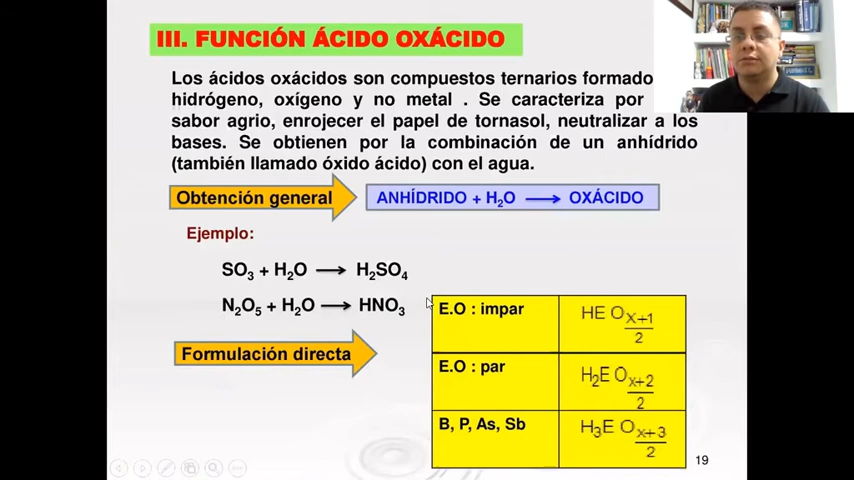 III. FUNCIÓN ÁCIDO OXÁCIDO
Los ácidos oxácidos son compuestos ternarios formado
hidrógeno, oxígeno y no metal . Se caracteriza por
sabor agrio, enrojecer el papel de tornasol, neutralizar a los
bases. Se obtienen por la combinación de un anhídrido
(también llamado óxido ácido) con el agua.
Obtención general
ANHÍDRIDO + H₂O ⟶ OXÁCIDO
Ejemplo:
SO₃ + H₂O ⟶ H₂SO₄
N₂O₅ + H₂O ⟶ HNO₃
Formulación directa
E.O : impar
HE O x+1
2
E.O : par
H₂E O x+2
2
B, P, As, Sb
H₃E O x+3
2
19